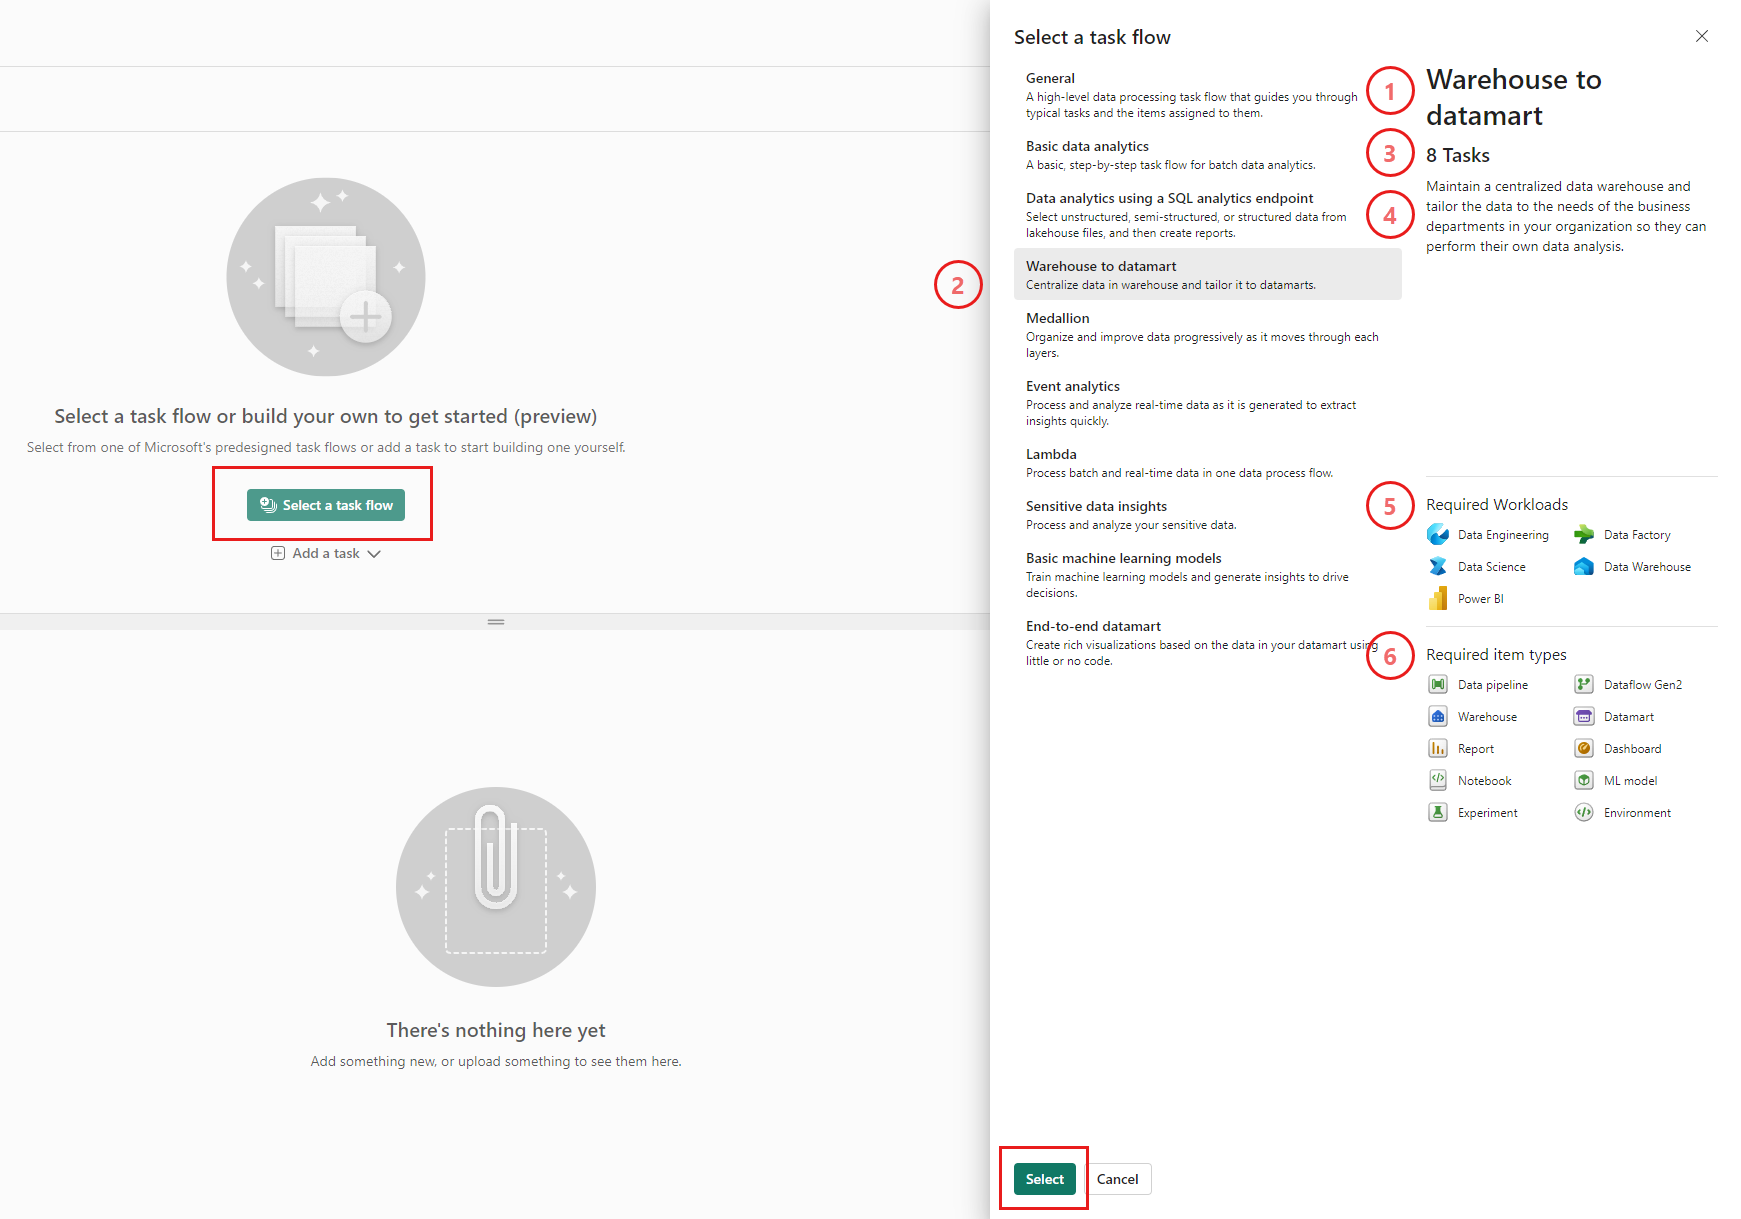 Select a task flow or build your own to get started (preview)
Select from one of Microsoft's predesigned task flows or add a task to start building one yourself.
Select a task flow
Add a task
There's nothing here yet
Add something new, or upload something to see them here.
2
Select a task flow
General
A high-level data processing task flow that guides you through
typical tasks and the items assigned to them.
Basic data analytics
A basic, step-by-step task flow for batch data analytics.
Data analytics using a SQL analytics endpoint
Select unstructured, semi-structured, or structured data from
lakehouse files, and then create reports.
Warehouse to datamart
Centralize data in warehouse and tailor it to datamarts.
Medallion
Organize and improve data progressively as it moves through each
layers.
Event analytics
Process and analyze real-time data as it is generated to extract
insights quickly.
Lambda
Process batch and real-time data in one data process flow.
Sensitive data insights
Process and analyze your sensitive data.
Basic machine learning models
Train machine learning models and generate insights to drive
decisions.
End-to-end datamart
Create rich visualizations based on the data in your datamart using
little or no code.
1
Warehouse to
datamart
3
8 Tasks
4
Maintain a centralized data warehouse and
tailor the data to the needs of the business
departments in your organization so they can
perform their own data analysis.
5
Required Workloads
Data Engineering
Data Factory
Data Science
Data Warehouse
Power BI
6
Required item types
Data pipeline
Dataflow Gen2
Warehouse
Datamart
Report
Dashboard
Notebook
ML model
Experiment
Environment
Select
Cancel